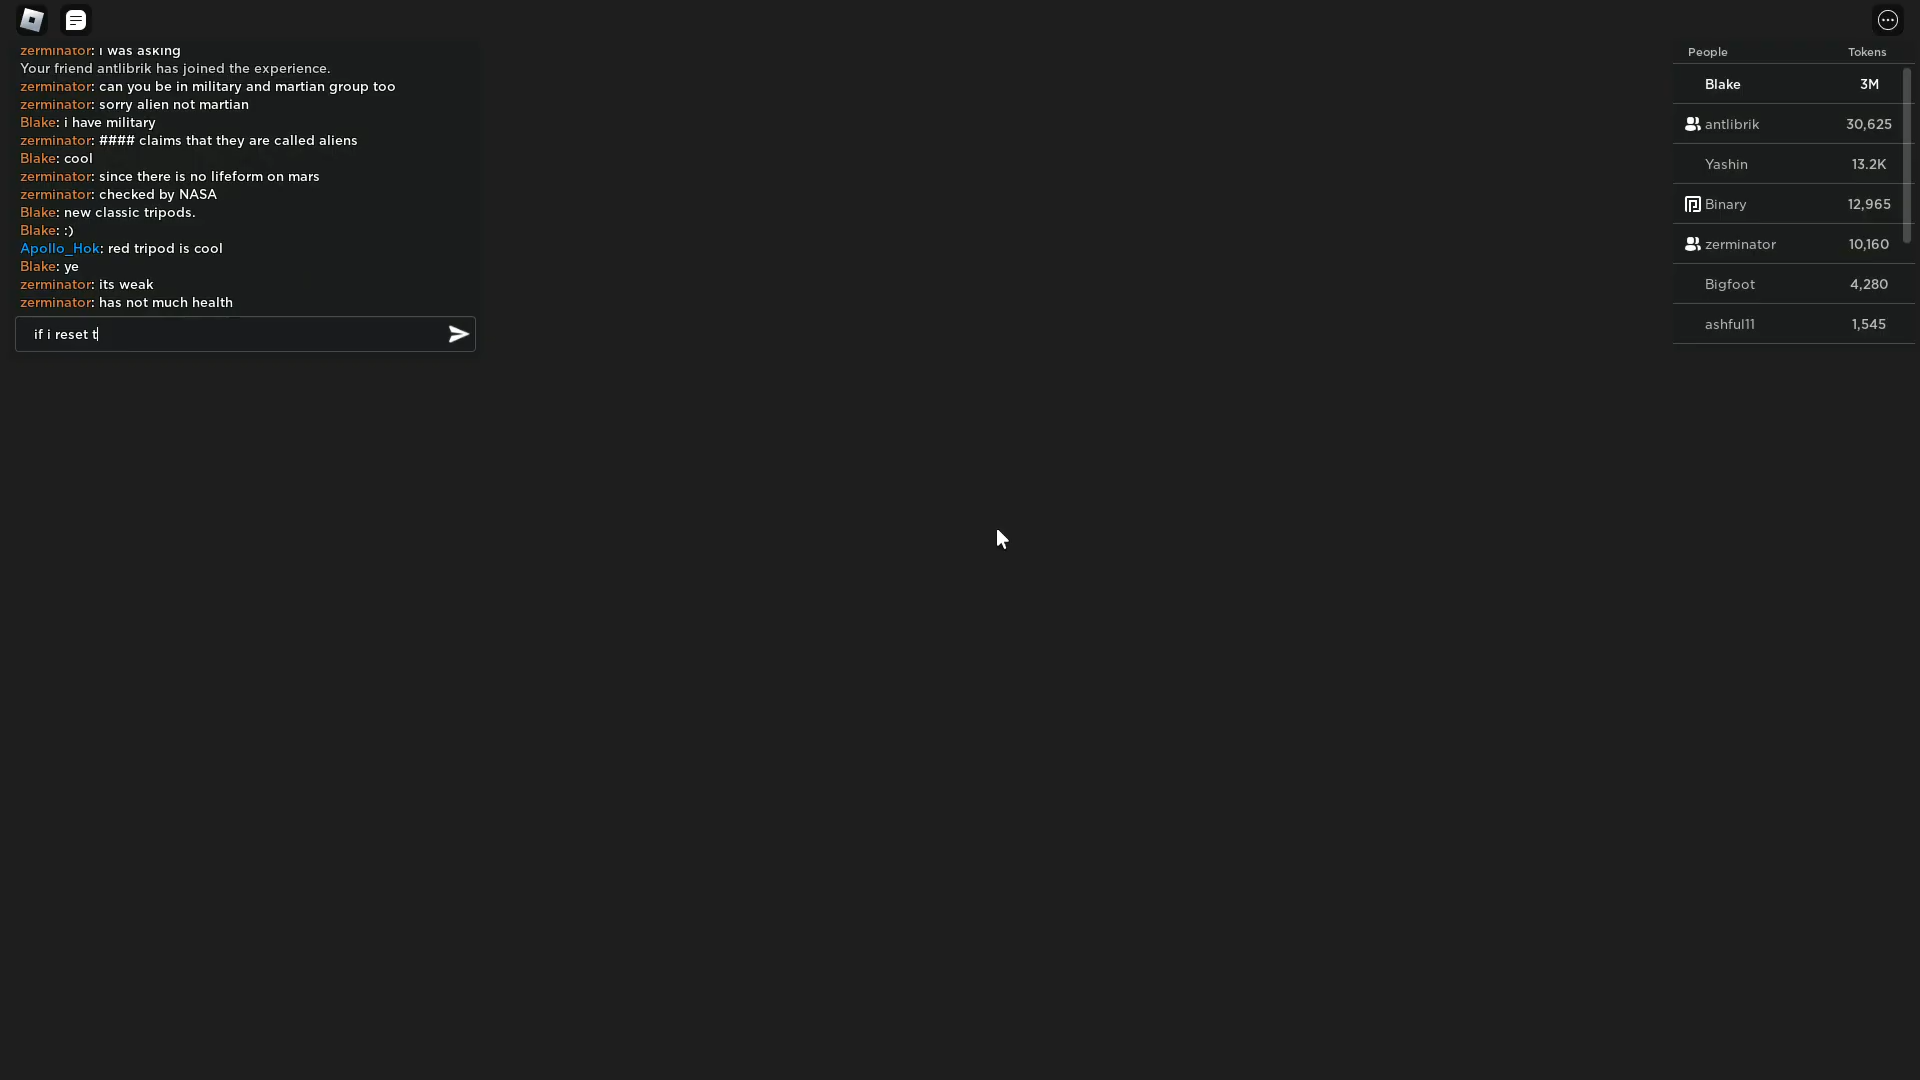 zerminator: i was asking
Your friend antlibrik has joined the experience.
zerminator: can you be in military and martian group too
zerminator: sorry alien not martian
Blake: i have military
zerminator: #### claims that they are called aliens
Blake: cool
zerminator: since there is no lifeform on mars
zerminator: checked by NASA
Blake: new classic tripods.
Blake: :)
Apollo_Hok: red tripod is cool
Blake: ye
zerminator: its weak
zerminator: has not much health
if i reset t
People Tokens
Blake 3M
antlibrik 30,625
Yashin 13.2K
Binary 12,965
zerminator 10,160
Bigfoot 4,280
ashful11 1,545